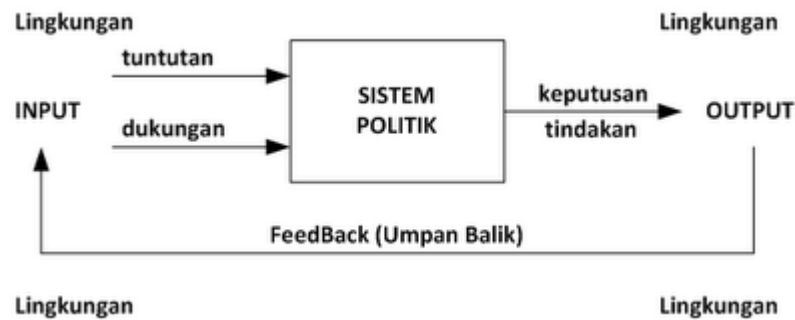 Lingkungan
Lingkungan
tuntutan
INPUT
dukungan
SISTEM
POLITIK
keputusan
tindakan
OUTPUT
FeedBack (Umpan Balik)
Lingkungan
Lingkungan